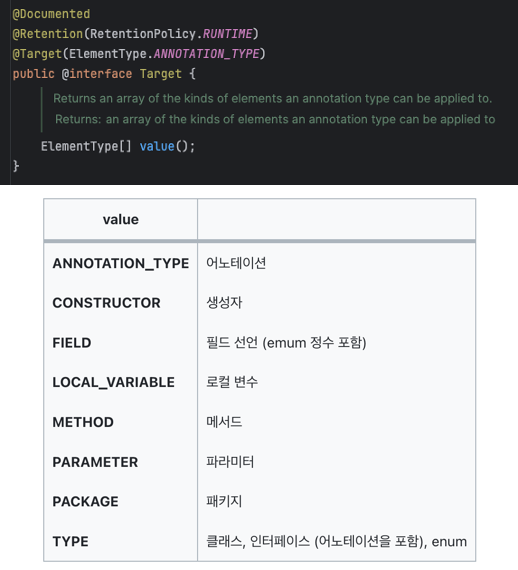 @Documented
@Retention(RetentionPolicy.RUNTIME)
@Target(ElementType.ANNOTATION_TYPE)
public @interface Target {
Returns an array of the kinds of elements an annotation type can be applied to.
Returns: an array of the kinds of elements an annotation type can be applied to
ElementType[] value();
}
value
ANNOTATION_TYPE 어노테이션
CONSTRUCTOR 생성자
FIELD 필드 선언 (emum 정수 포함)
LOCAL_VARIABLE 로컬 변수
METHOD 메서드
PARAMETER 파라미터
PACKAGE 패키지
TYPE 클래스, 인터페이스 (어노테이션을 포함), enum